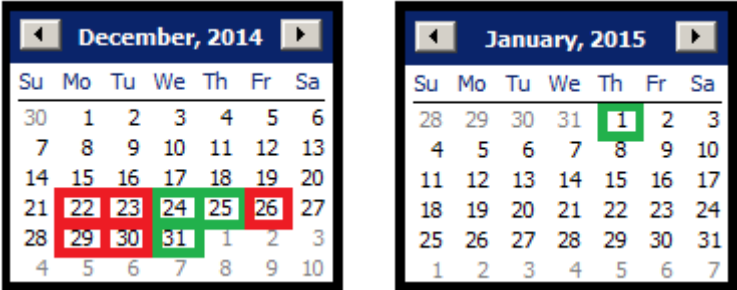 December, 2014
Su Mo Tu We Th Fr Sa
30 1 2 3 4 5 6
7 8 9 10 11 12 13
14 15 16 17 18 19 20
21 22 23 24 25 26 27
28 29 30 31 1 2 3
4 5 6 7 8 9 10
January, 2015
Su Mo Tu We Th Fr Sa
28 29 30 31 1 2 3
4 5 6 7 8 9 10
11 12 13 14 15 16 17
18 19 20 21 22 23 24
25 26 27 28 29 30 31
1 2 3 4 5 6 7